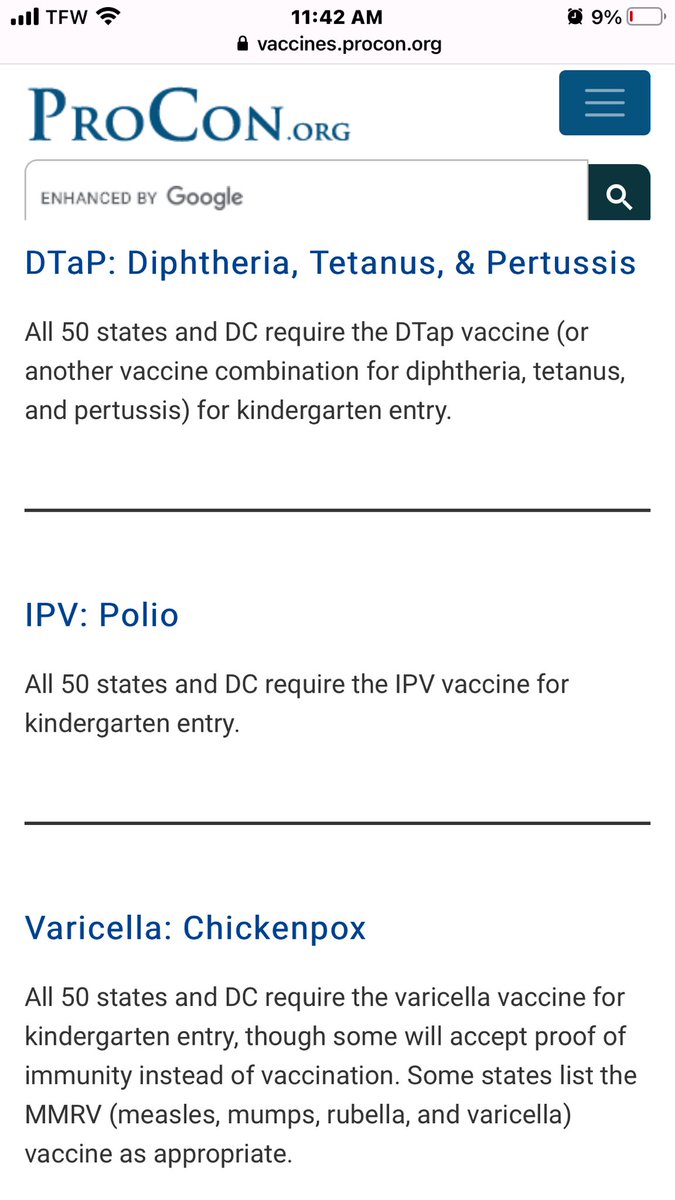 TFW 11:42 AM 9%
vaccines.procon.org
PROCON.ORG
ENHANCED BY Google
DTaP: Diphtheria, Tetanus, & Pertussis
All 50 states and DC require the DTap vaccine (or
another vaccine combination for diphtheria, tetanus,
and pertussis) for kindergarten entry.
IPV: Polio
All 50 states and DC require the IPV vaccine for
kindergarten entry.
Varicella: Chickenpox
All 50 states and DC require the varicella vaccine for
kindergarten entry, though some will accept proof of
immunity instead of vaccination. Some states list the
MMRV (measles, mumps, rubella, and varicella)
vaccine as appropriate.